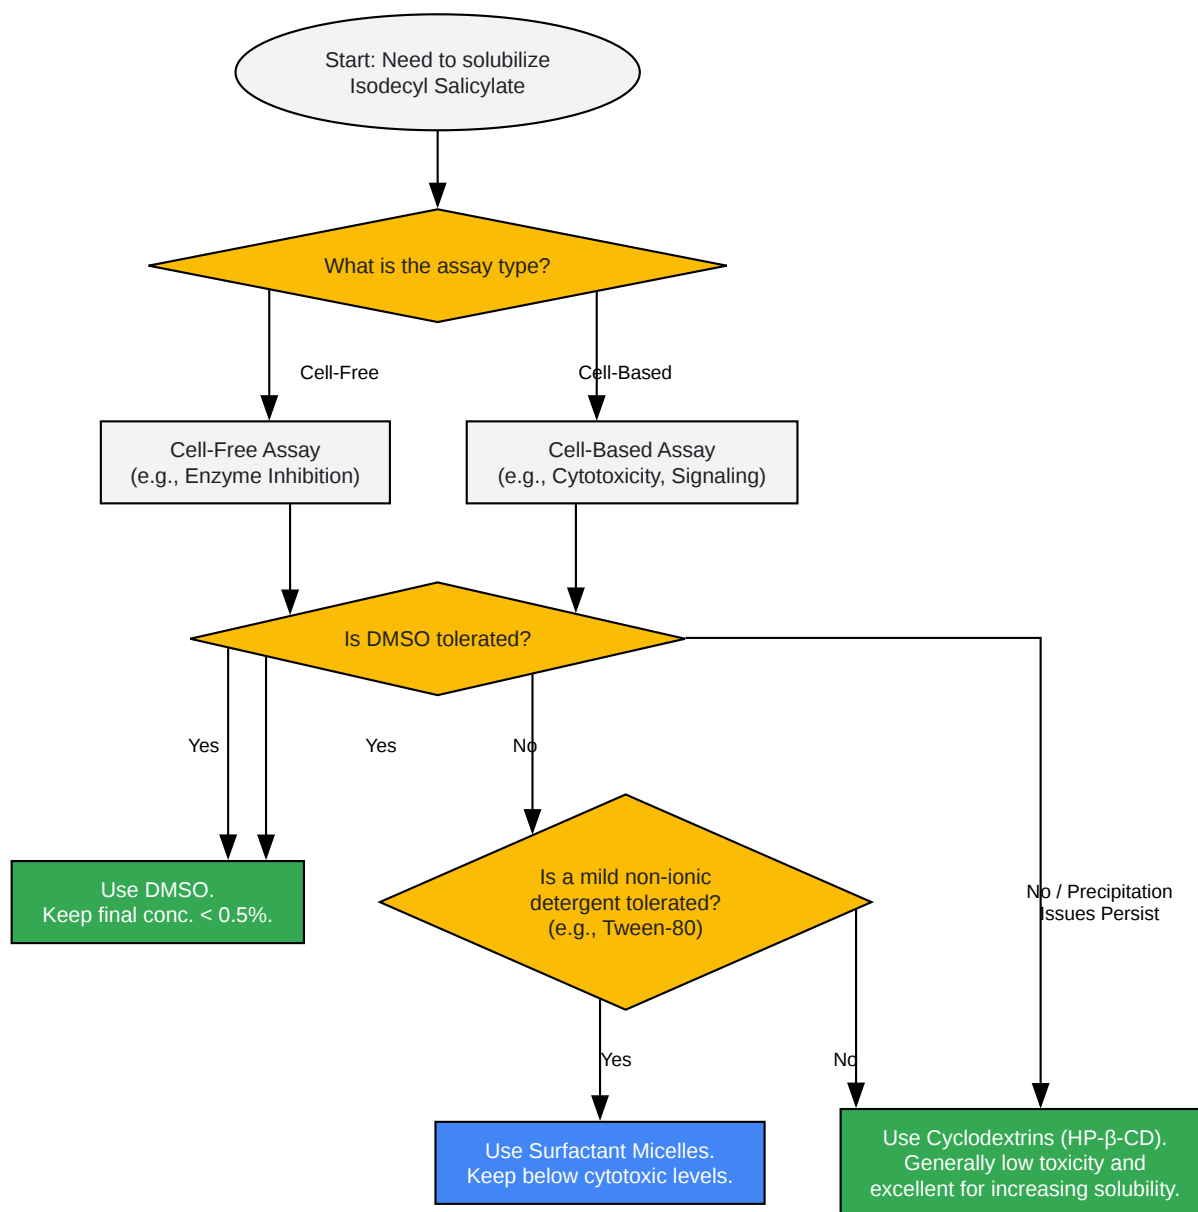 Start: Need to solubilize
Isodecyl Salicylate
What is the assay type?
Cell-Free
Cell-Based
Cell-Free Assay
(e.g., Enzyme Inhibition)
Cell-Based Assay
(e.g., Cytotoxicity, Signaling)
Is DMSO tolerated?
Yes
Yes
No
Use DMSO.
Keep final conc. < 0.5%.
Is a mild non-ionic
detergent tolerated?
(e.g., Tween-80)
No / Precipitation
Issues Persist
Yes
No
Use Surfactant Micelles.
Keep below cytotoxic levels.
Use Cyclodextrins (HP-β-CD).
Generally low toxicity and
excellent for increasing solubility.